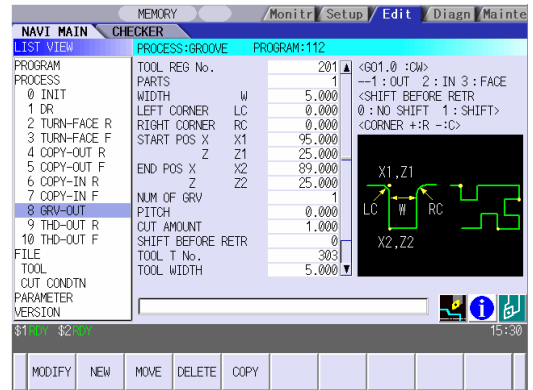 MEMORY Monitr Setup Edit Diagn Mainte
NAVI MAIN CHECKER
LIST VIEW PROCESS:GROOVE PROGRAM:112
PROGRAM
PROCESS
0 INIT
1 DR
2 TURN-FACE R
3 TURN-FACE F
4 COPY-OUT R
5 COPY-OUT F
6 COPY-IN R
7 COPY-IN F
8 GRV-OUT
9 THD-OUT R
10 THD-OUT F
FILE
TOOL
CUT CONDTN
PARAMETER
VERSION
TOOL REG No. 201
PARTS 1
WIDTH W 5.000
LEFT CORNER LC 0.000
RIGHT CORNER RC 0.000
START POS X X1 95.000
Z Z1 25.000
END POS X X2 89.000
Z Z2 25.000
NUM OF GRV 1
PITCH 0.000
CUT AMOUNT 1.000
SHIFT BEFORE RETR 0
TOOL T No. 303
TOOL WIDTH 5.000
<G01.0 :CW>
--1:OUT 2:IN 3:FACE
<SHIFT BEFORE RETR
0:NO SHIFT 1:SHIFT>
<CORNER +:R -:C>
X1,Z1
LC W RC
X2,Z2
$1 RDY $2 RDY 15:30
MODIFY NEW MOVE DELETE COPY